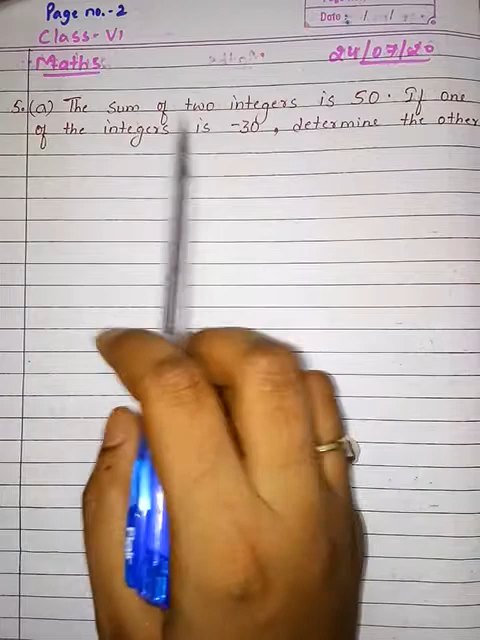 Page no.-2
Class-VI
Date : / /
Maths
24/07/20
5.(a) The sum of two integers is 50. If one
of the integers is -30, determine the other